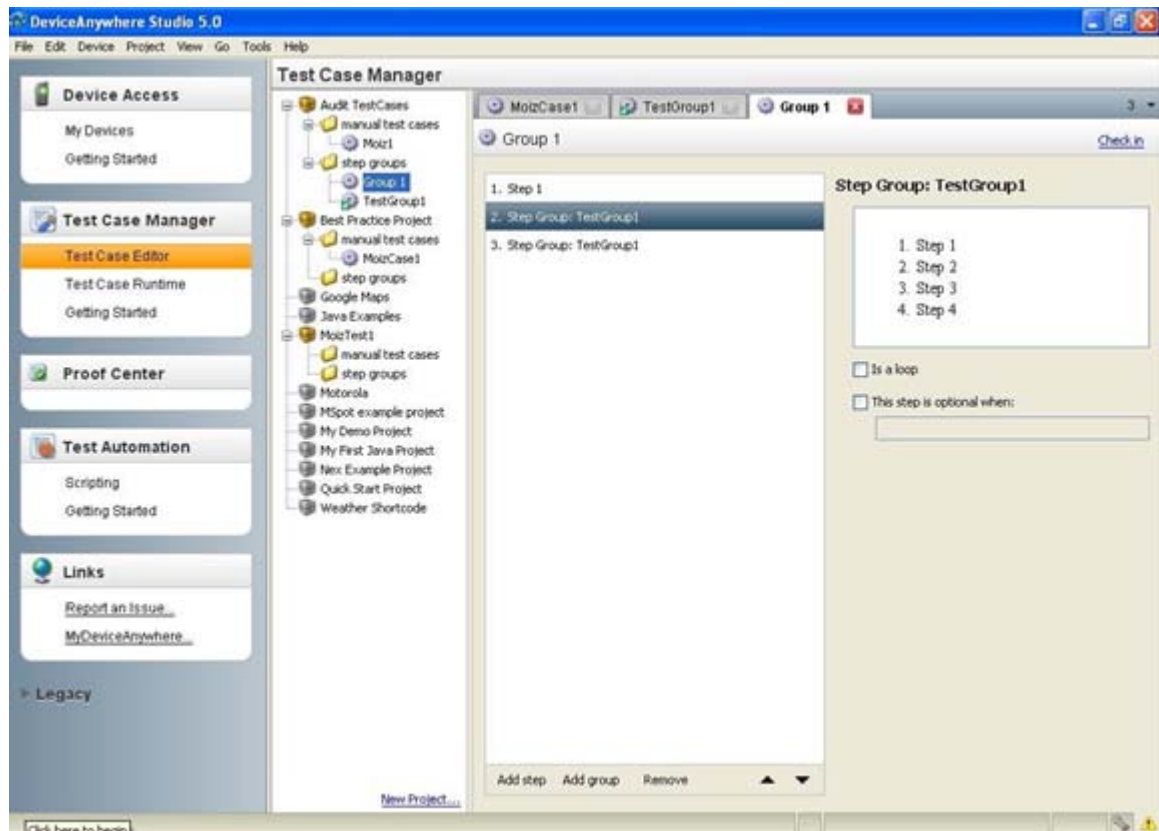 DeviceAnywhere Studio 5.0
File Edit Device Project View Go Tools Help
Device Access
My Devices
Getting Started
Test Case Manager
Test Case Editor
Test Case Runtime
Getting Started
Proof Center
Test Automation
Scripting
Getting Started
Links
Report an Issue...
MyDeviceAnywhere...
Legacy
Test Case Manager
Audit TestCases
manual test cases
Moiz1
step groups
Group 1
TestGroup1
Best Practice Project
manual test cases
MoizCase1
step groups
Google Maps
Java Examples
MoizTest1
manual test cases
step groups
Motorola
MSpot example project
My Demo Project
My First Java Project
Nex Example Project
Quick Start Project
Weather Shortcode
New Project...
MoizCase1 TestGroup1 Group 1 3
Group 1 Check in
1. Step 1
2. Step Group: TestGroup1
3. Step Group: TestGroup1
Add step Add group Remove
Step Group: TestGroup1
1. Step 1
2. Step 2
3. Step 3
4. Step 4
Is a loop
This step is optional when:
Click here to begin